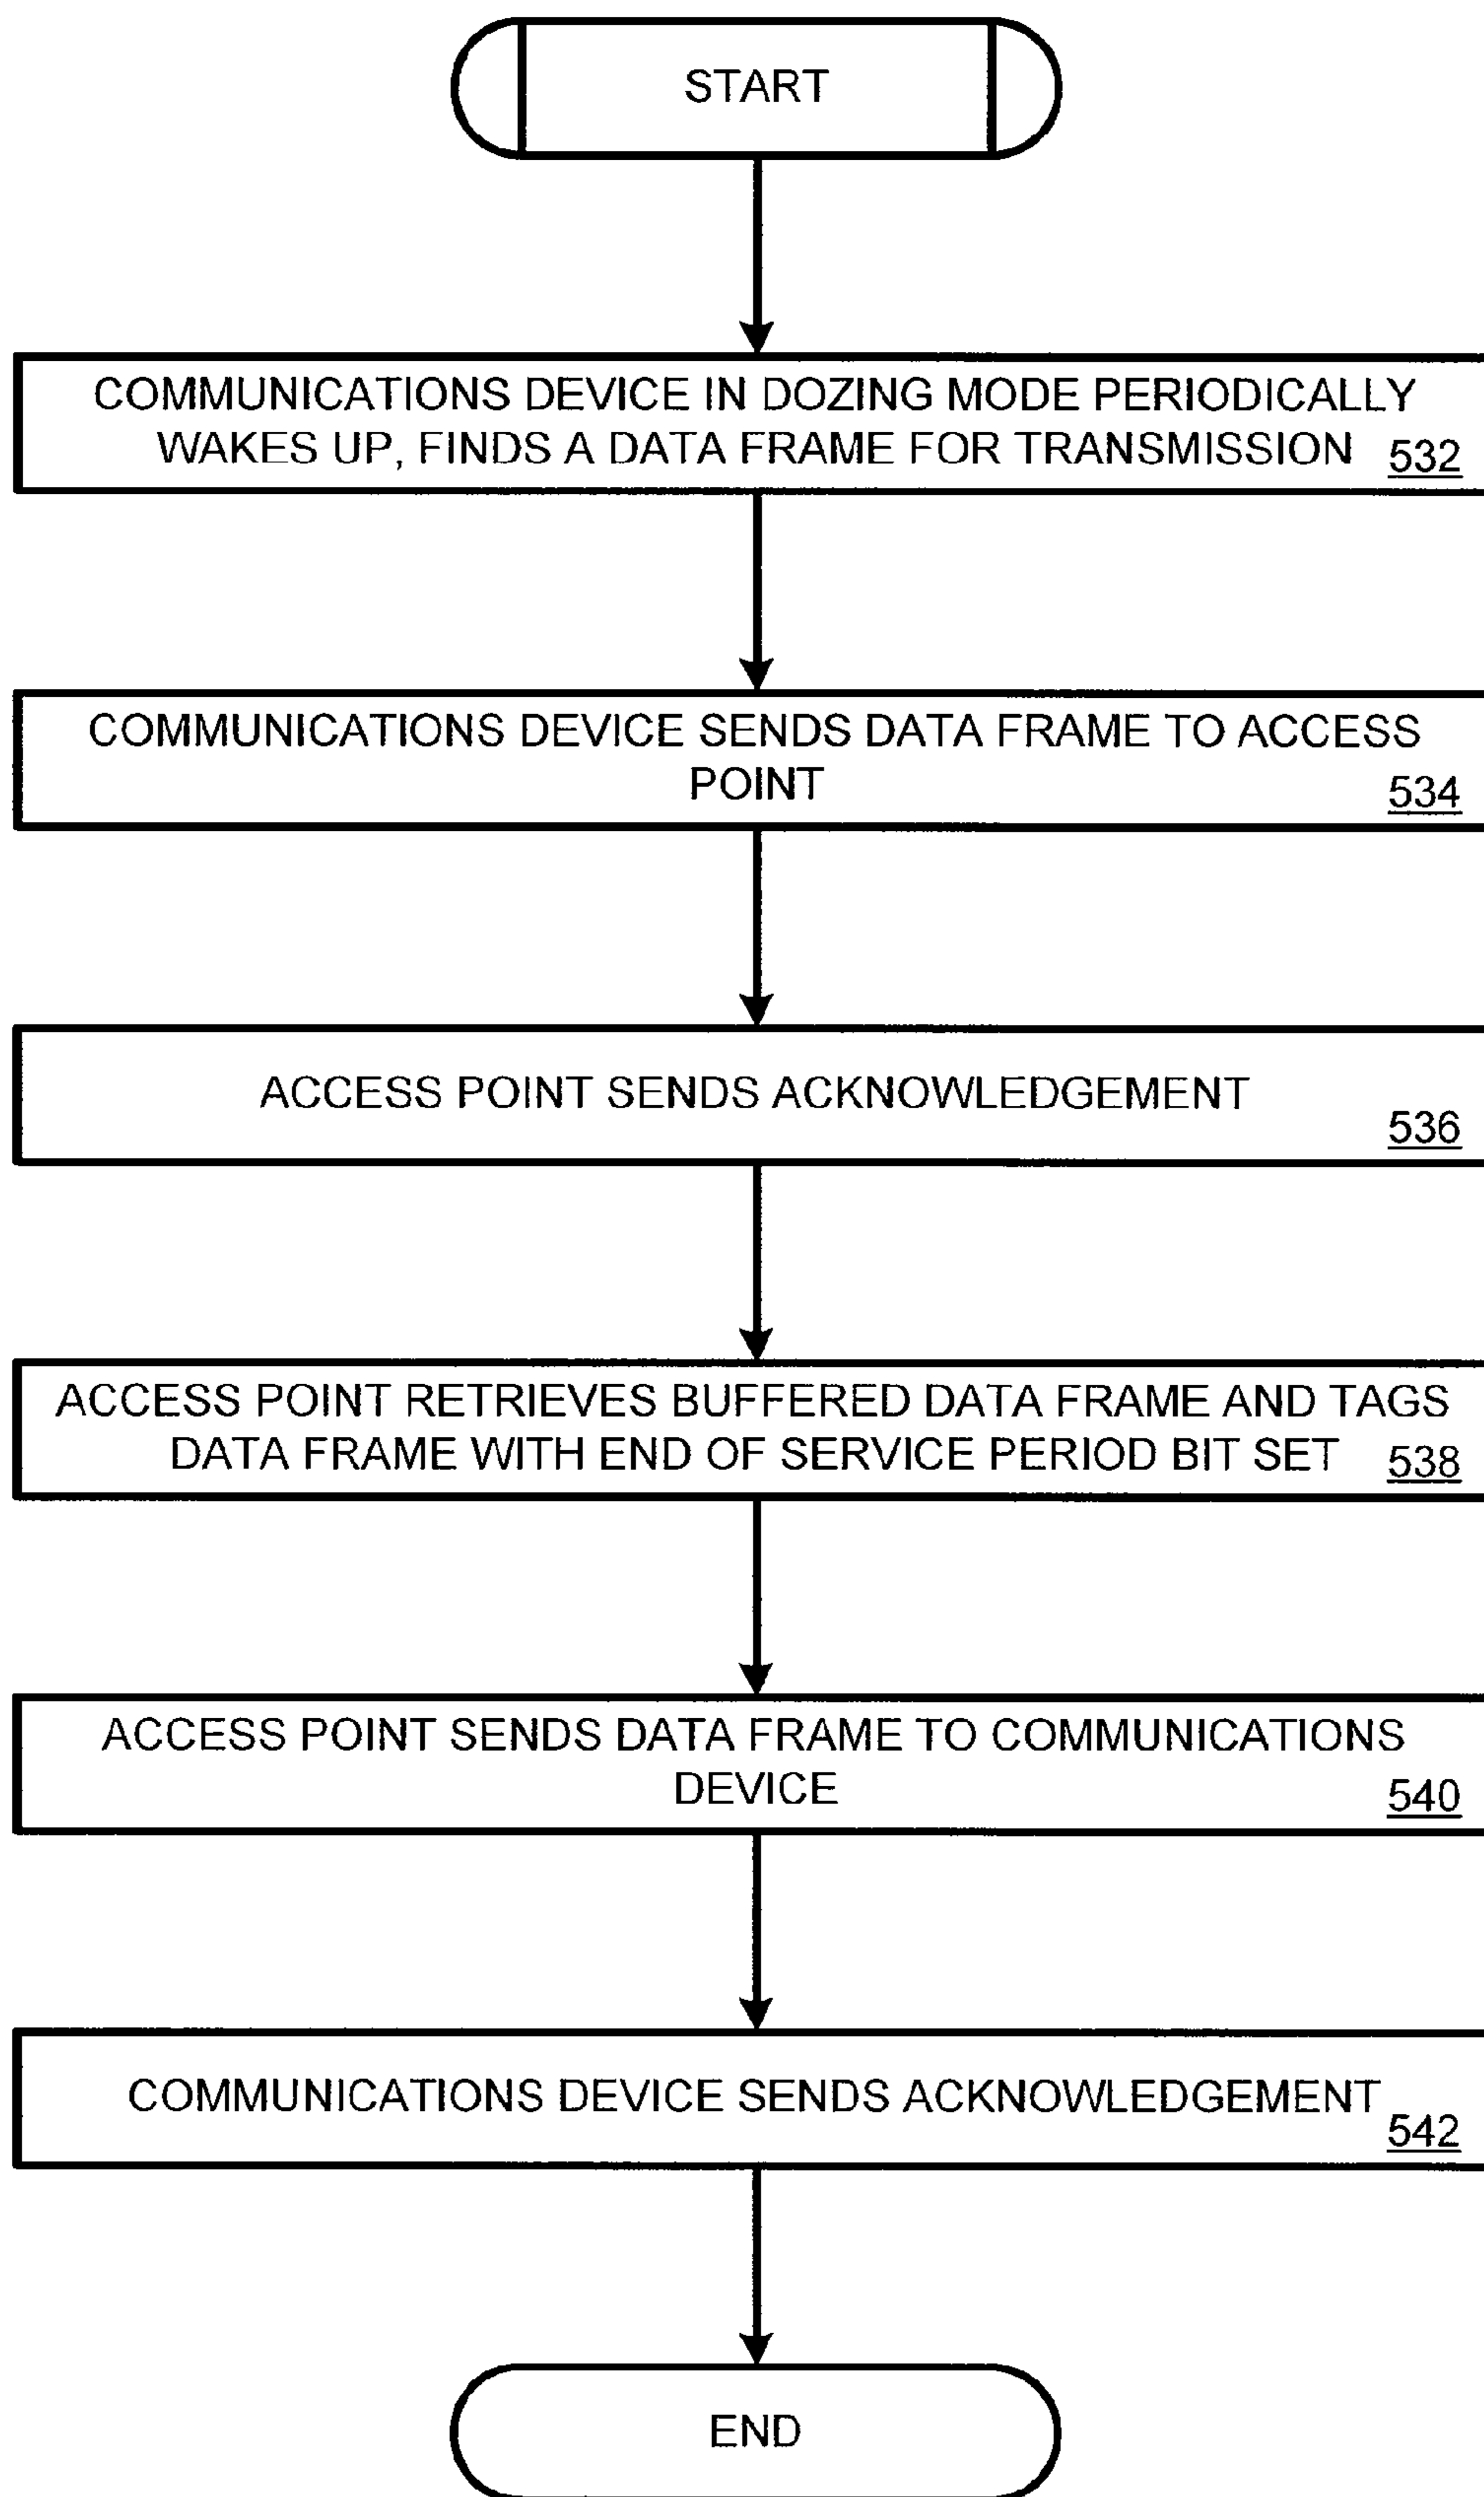 START
COMMUNICATIONS DEVICE IN DOZING MODE PERIODICALLY
WAKES UP, FINDS A DATA FRAME FOR TRANSMISSION 532
COMMUNICATIONS DEVICE SENDS DATA FRAME TO ACCESS
POINT 534
ACCESS POINT SENDS ACKNOWLEDGEMENT
536
ACCESS POINT RETRIEVES BUFFERED DATA FRAME AND TAGS
DATA FRAME WITH END OF SERVICE PERIOD BIT SET 538
ACCESS POINT SENDS DATA FRAME TO COMMUNICATIONS
DEVICE 540
COMMUNICATIONS DEVICE SENDS ACKNOWLEDGEMENT
542
END